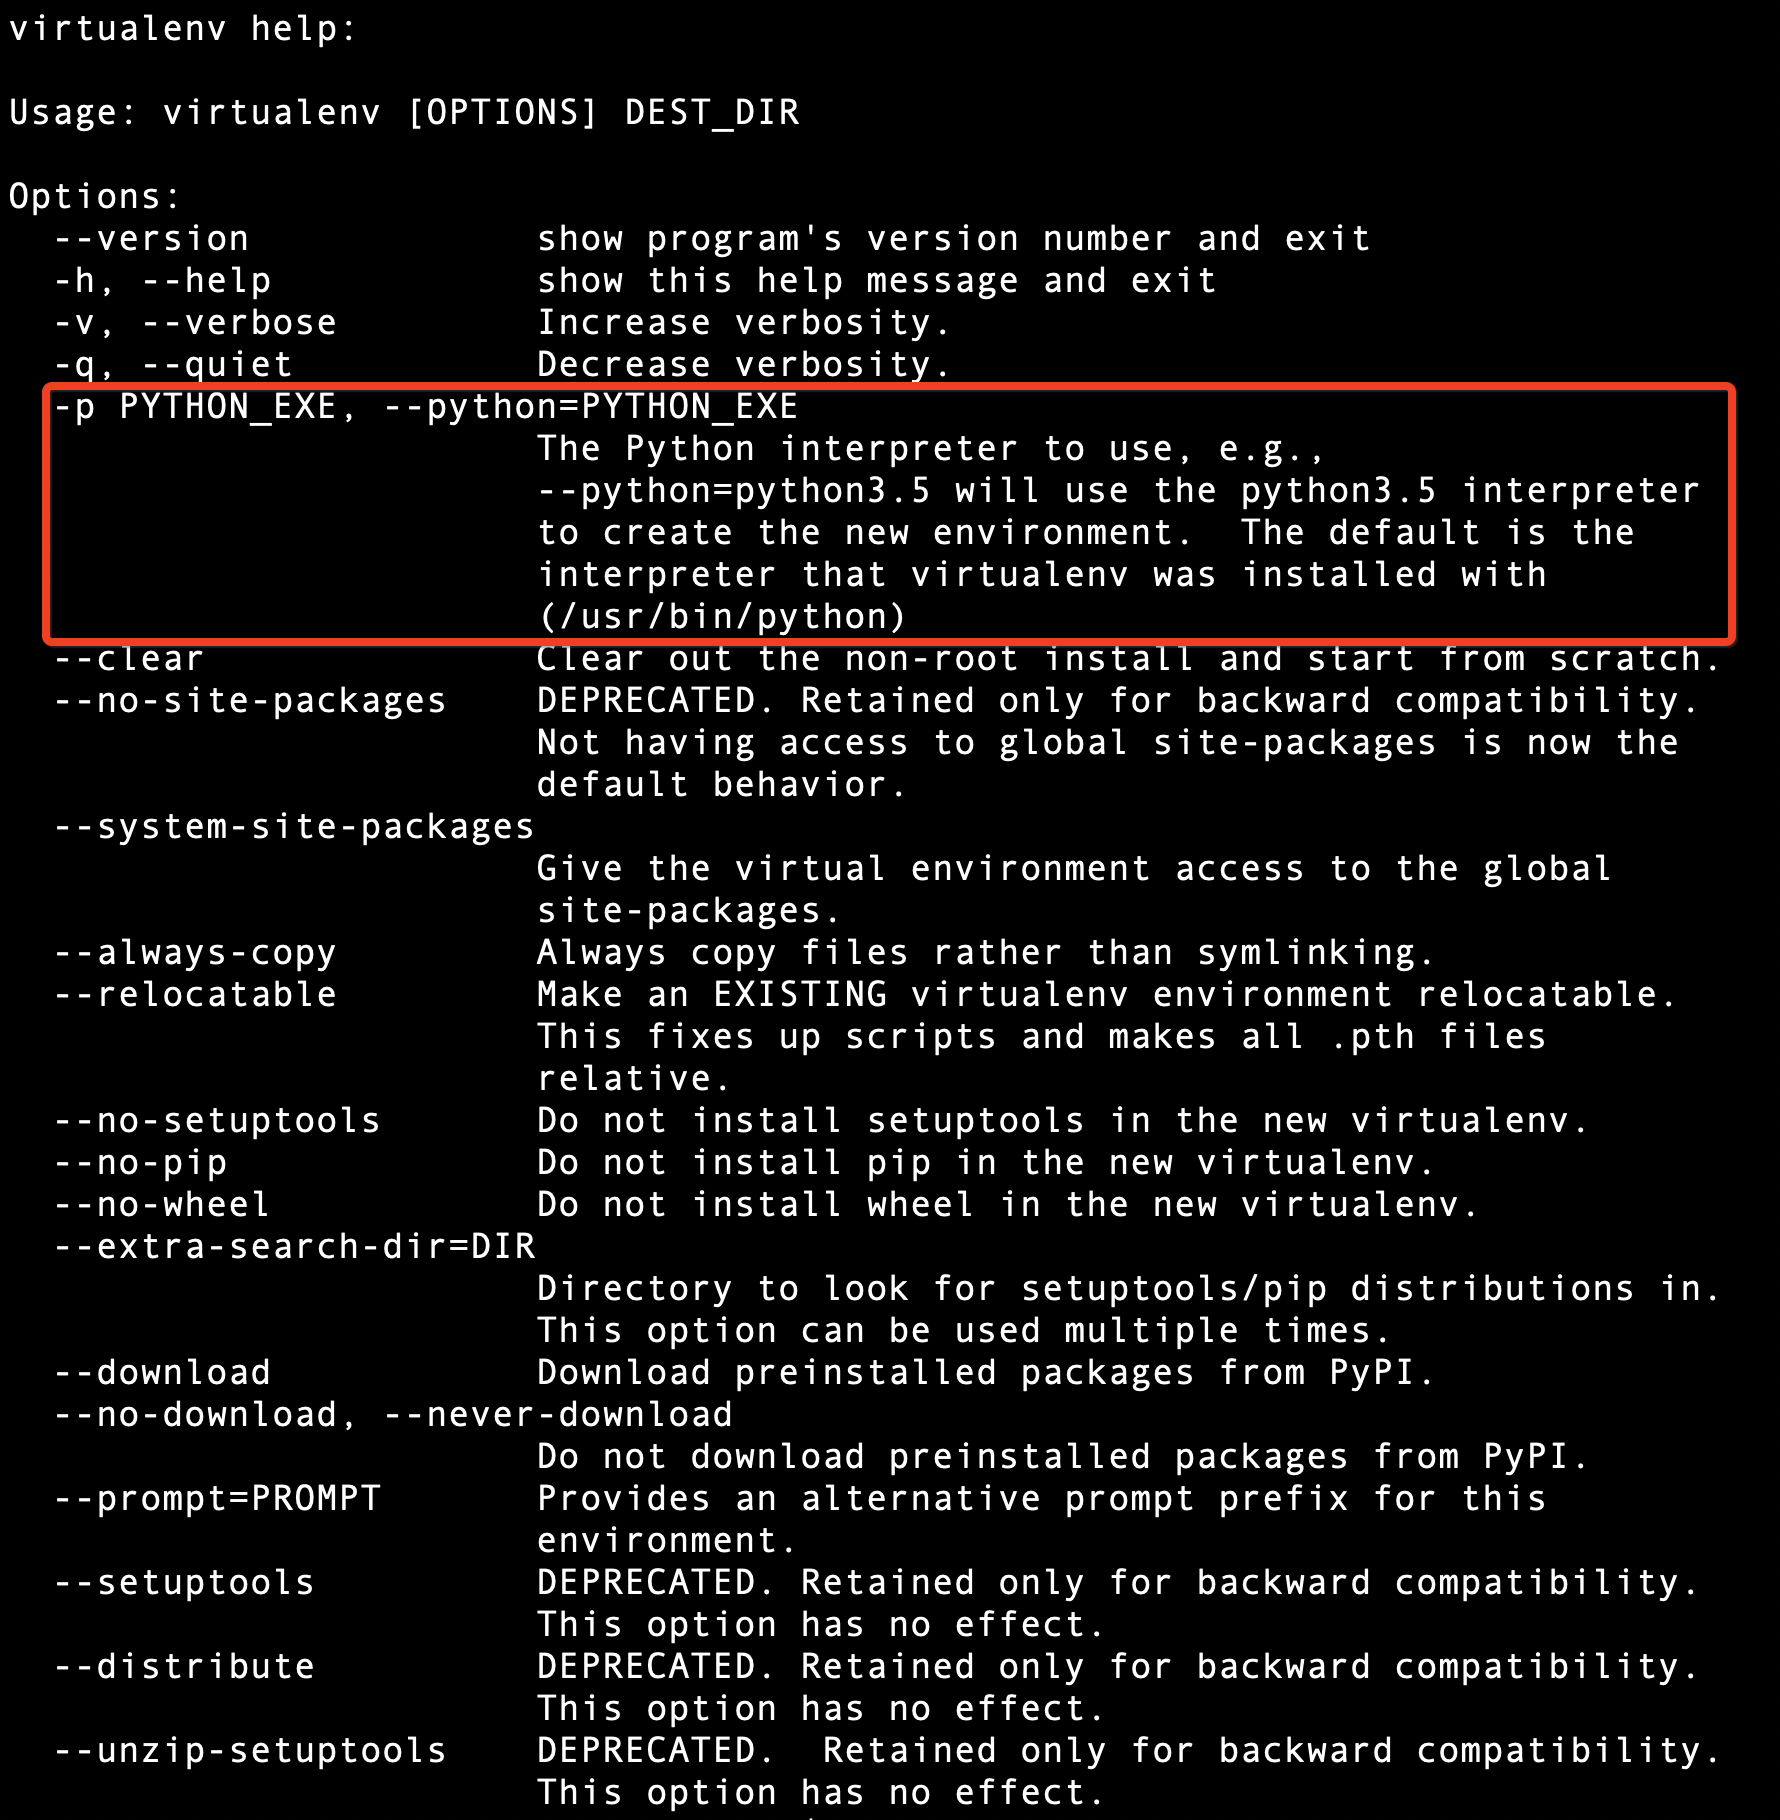 virtualenv help:
Usage: virtualenv [OPTIONS] DEST_DIR
Options:
--version show program's version number and exit
-h, --help show this help message and exit
-v, --verbose Increase verbosity.
-q, --quiet Decrease verbosity.
-p PYTHON_EXE, --python=PYTHON_EXE
The Python interpreter to use, e.g.,
--python=python3.5 will use the python3.5 interpreter
to create the new environment.  The default is the
interpreter that virtualenv was installed with
(/usr/bin/python)
--clear Clear out the non-root install and start from scratch.
--no-site-packages DEPRECATED. Retained only for backward compatibility.
Not having access to global site-packages is now the
default behavior.
--system-site-packages
Give the virtual environment access to the global
site-packages.
--always-copy Always copy files rather than symlinking.
--relocatable Make an EXISTING virtualenv environment relocatable.
This fixes up scripts and makes all .pth files
relative.
--no-setuptools Do not install setuptools in the new virtualenv.
--no-pip Do not install pip in the new virtualenv.
--no-wheel Do not install wheel in the new virtualenv.
--extra-search-dir=DIR
Directory to look for setuptools/pip distributions in.
This option can be used multiple times.
--download Download preinstalled packages from PyPI.
--no-download, --never-download
Do not download preinstalled packages from PyPI.
--prompt=PROMPT Provides an alternative prompt prefix for this
environment.
--setuptools DEPRECATED. Retained only for backward compatibility.
This option has no effect.
--distribute DEPRECATED. Retained only for backward compatibility.
This option has no effect.
--unzip-setuptools DEPRECATED.  Retained only for backward compatibility.
This option has no effect.